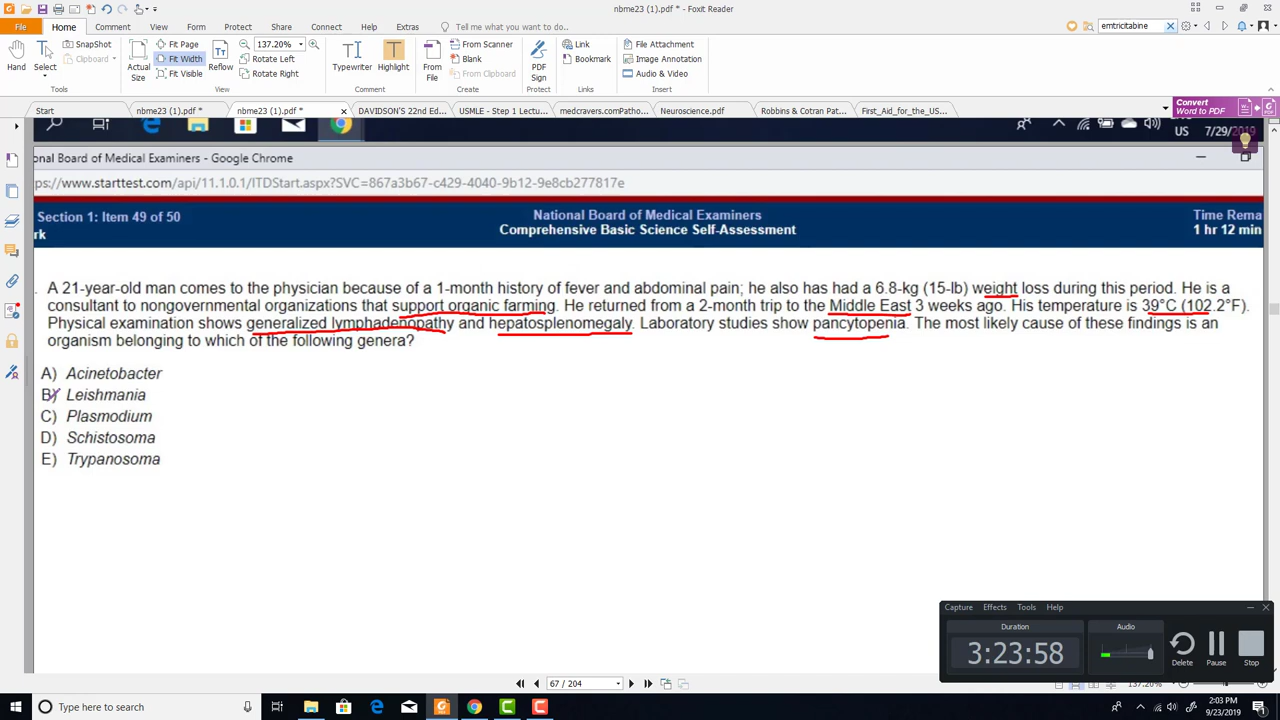 nbme23 (1).pdf * - Foxit Reader
File Home Comment View Form Protect Share Connect Help Extras Tell me what you want to do... emtricitabine
Hand
Select
SnapShot
Clipboard
Tools
Actual Size
Fit Page
Fit Width
Fit Visible
Reflow
137.20%
Rotate Left
Rotate Right
View
Typewriter
Highlight
Comment
From File
From Scanner
Blank
From Clipboard
Create
PDF Sign
Protect
Link
Bookmark
File Attachment
Image Annotation
Audio & Video
Insert
Start nbme23 (1).pdf * nbme23 (1).pdf * DAVIDSON'S 22nd Ed... USMLE - Step 1 Lectu... medcravers.comPatho... Neuroscience.pdf Robbins & Cotran Pat... First_Aid_for_the_US...
Convert
Word to PDF
US 7/29/2019
onal Board of Medical Examiners - Google Chrome
ps://www.starttest.com/api/11.1.0.1/ITDStart.aspx?SVC=867a3b67-c429-4040-9b12-9e8cb277817e
Section 1: Item 49 of 50 National Board of Medical Examiners Time Rema
rk Comprehensive Basic Science Self-Assessment 1 hr 12 min
. A 21-year-old man comes to the physician because of a 1-month history of fever and abdominal pain; he also has had a 6.8-kg (15-lb) weight loss during this period. He is a
consultant to nongovernmental organizations that support organic farming. He returned from a 2-month trip to the Middle East 3 weeks ago. His temperature is 39°C (102.2°F).
Physical examination shows generalized lymphadenopathy and hepatosplenomegaly. Laboratory studies show pancytopenia. The most likely cause of these findings is an
organism belonging to which of the following genera?
A) Acinetobacter
B) Leishmania
C) Plasmodium
D) Schistosoma
E) Trypanosoma
Capture Effects Tools Help
Duration Audio
3:23:58
Delete Pause Stop
67 / 204
137.20%
Type here to search
2:03 PM
9/23/2019